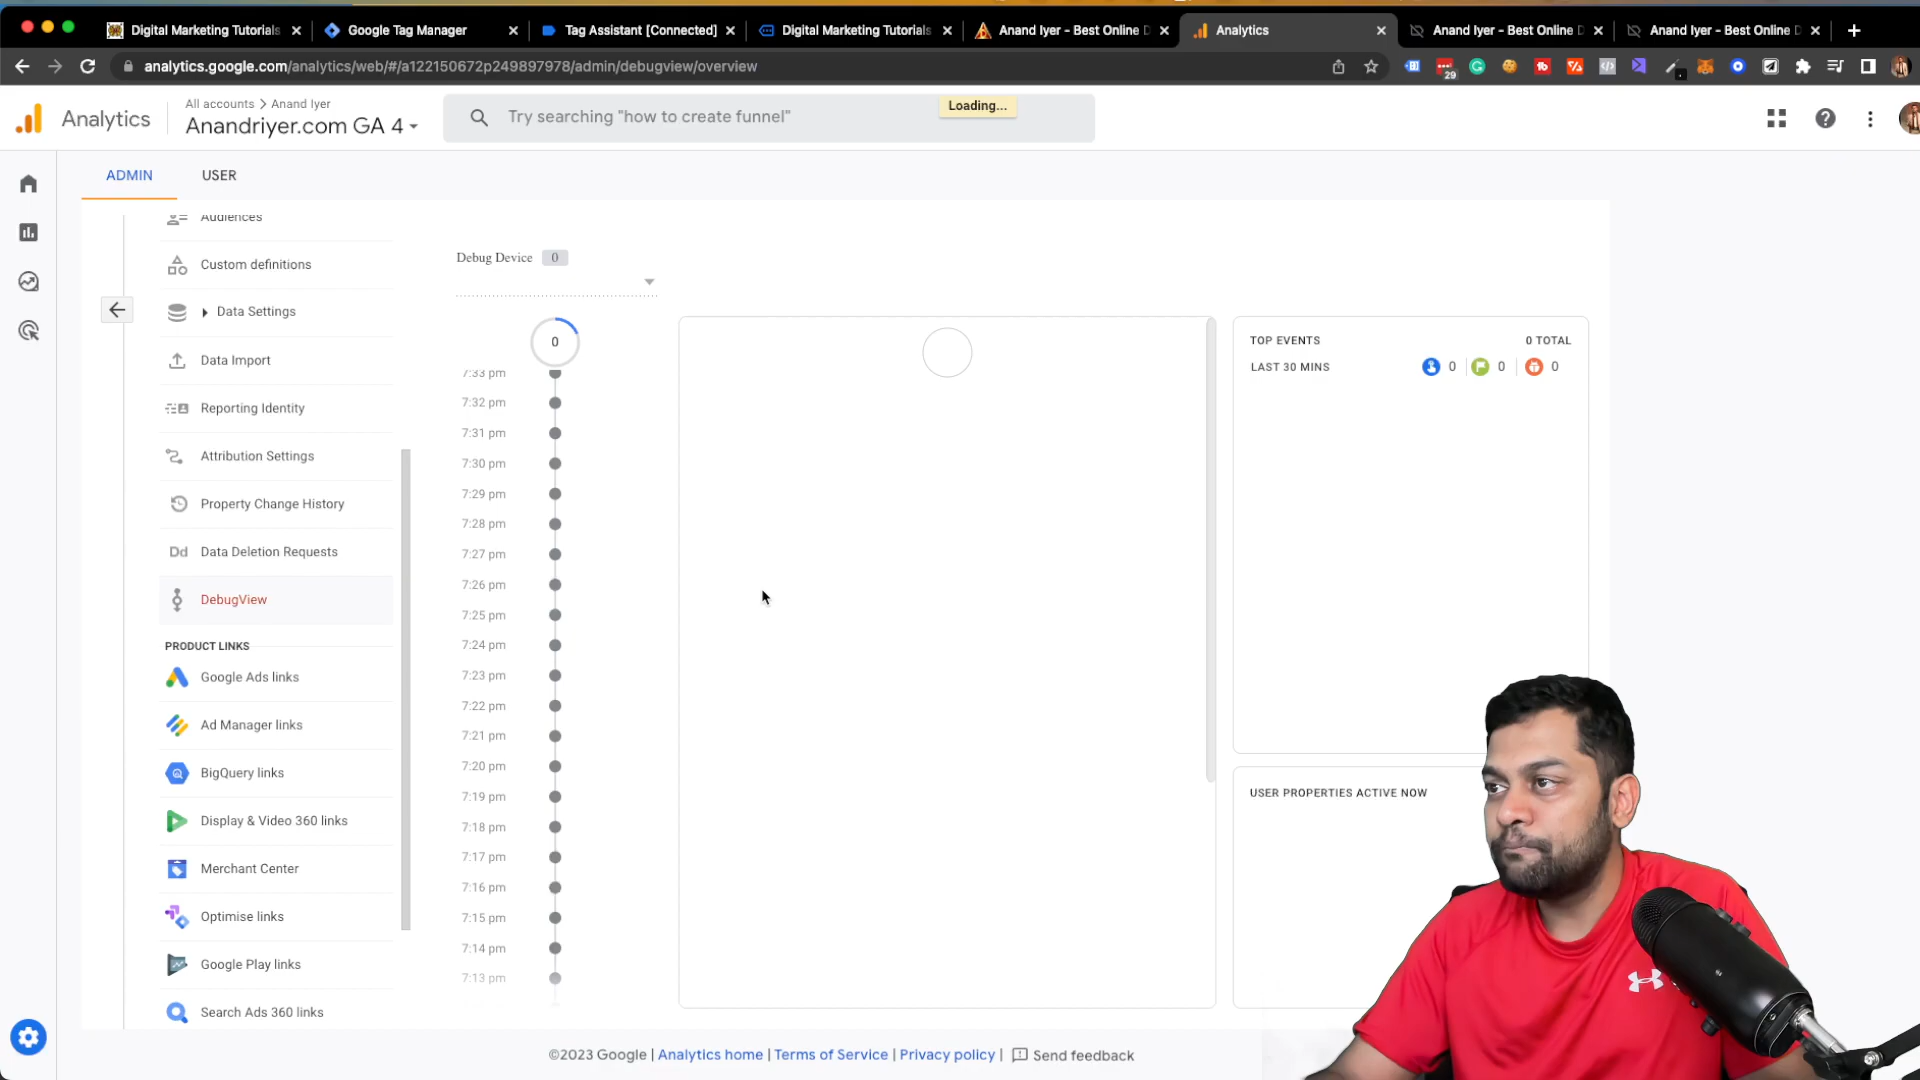 Digital Marketing Tutorials
Google Tag Manager
Tag Assistant [Connected]
Digital Marketing Tutorials
Anand Iyer - Best Online D
Analytics
Anand Iyer - Best Online D
Anand Iyer - Best Online D
analytics.google.com/analytics/web/#/a122150672p249897978/admin/debugview/overview
29
Analytics
All accounts > Anand Iyer
Anandriyer.com GA 4
Try searching "how to create funnel"
Loading...
ADMIN
USER
Audiences
Custom definitions
Data Settings
Data Import
Reporting Identity
Attribution Settings
Property Change History
Dd Data Deletion Requests
DebugView
PRODUCT LINKS
Google Ads links
Ad Manager links
BigQuery links
Display & Video 360 links
Merchant Center
Optimise links
Google Play links
Search Ads 360 links
Debug Device 0
0
7:33 pm
7:32 pm
7:31 pm
7:30 pm
7:29 pm
7:28 pm
7:27 pm
7:26 pm
7:25 pm
7:24 pm
7:23 pm
7:22 pm
7:21 pm
7:20 pm
7:19 pm
7:18 pm
7:17 pm
7:16 pm
7:15 pm
7:14 pm
7:13 pm
TOP EVENTS
0 TOTAL
LAST 30 MINS
0
0
0
USER PROPERTIES ACTIVE NOW
©2023 Google | Analytics home | Terms of Service | Privacy policy | Send feedback